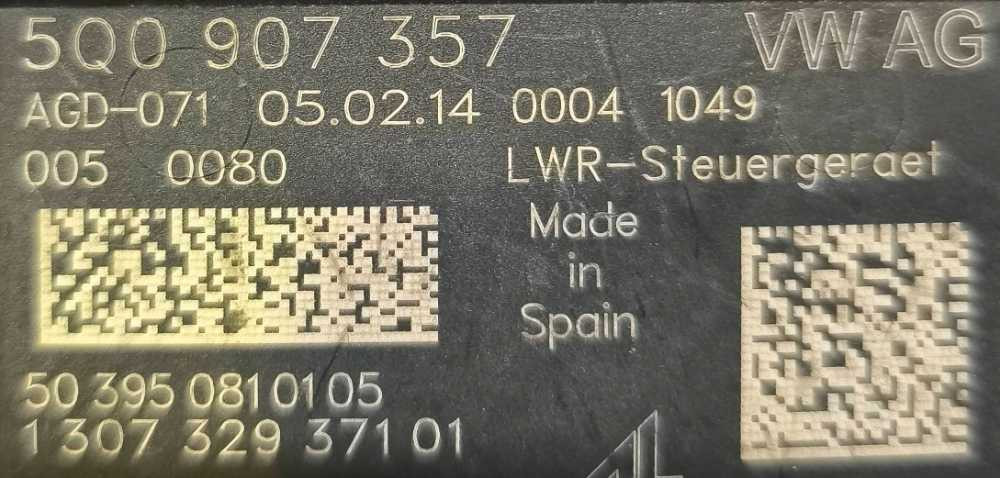 5Q0 907 357 VW AG
AGD-071 05.02.14 0004 1049
005 0080 LWR-Steuergeraet
Made
in
Spain
50 395 081 01 05
1 307 329 371 01